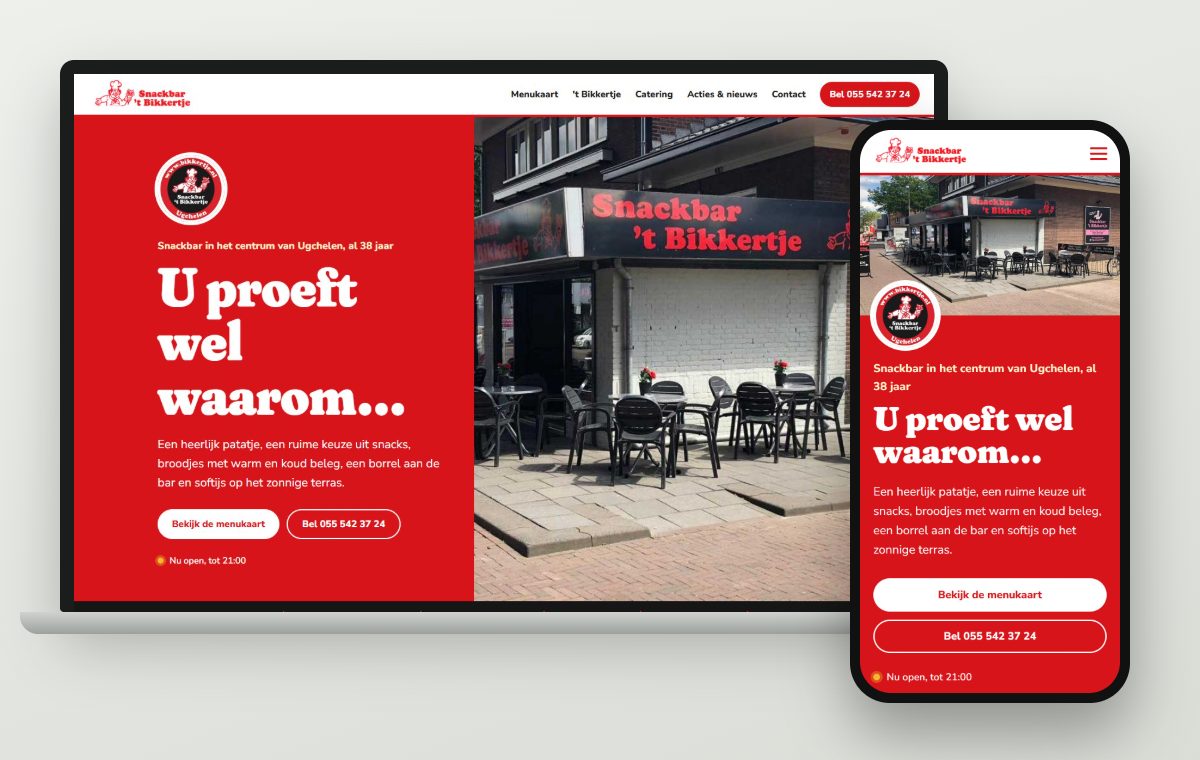 Snackbar
't Bikkertje
Menukaart 't Bikkertje Catering Acties & nieuws Contact Bel 055 542 37 24
www.bikkertje.nl
Snackbar
't Bikkertje
Ugchelen
Snackbar in het centrum van Ugchelen, al 38 jaar
U proeft
wel
waarom...
Een heerlijk patatje, een ruime keuze uit snacks,
broodjes met warm en koud beleg, een borrel aan de
bar en softijs op het zonnige terras.
Bekijk de menukaart Bel 055 542 37 24
Nu open, tot 21:00
Snackbar
't Bikkertje
Snackbar
't Bikkertje
Snackbar
't Bikkertje
www.bikkertje.nl
Snackbar
't Bikkertje
Ugchelen
Snackbar in het centrum van Ugchelen, al
38 jaar
U proeft wel
waarom...
Een heerlijk patatje, een ruime keuze uit
snacks, broodjes met warm en koud beleg,
een borrel aan de bar en softijs op het
zonnige terras.
Bekijk de menukaart
Bel 055 542 37 24
Nu open, tot 21:00